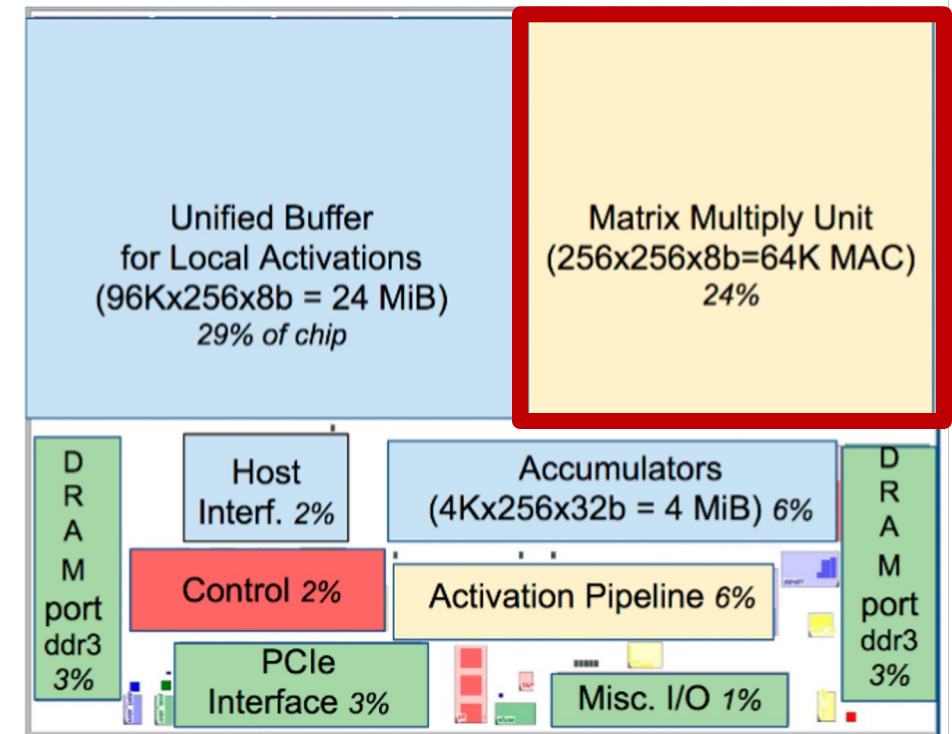 Unified Buffer
for Local Activations
(96Kx256x8b = 24 MiB)
29% of chip
Matrix Multiply Unit
(256x256x8b=64K MAC)
24%
D
R
A
M
port
ddr3
3%
Host
Interf. 2%
Accumulators
(4Kx256x32b = 4 MiB) 6%
Control 2%
Activation Pipeline 6%
PCIe
Interface 3%
Misc. I/O 1%
D
R
A
M
port
ddr3
3%